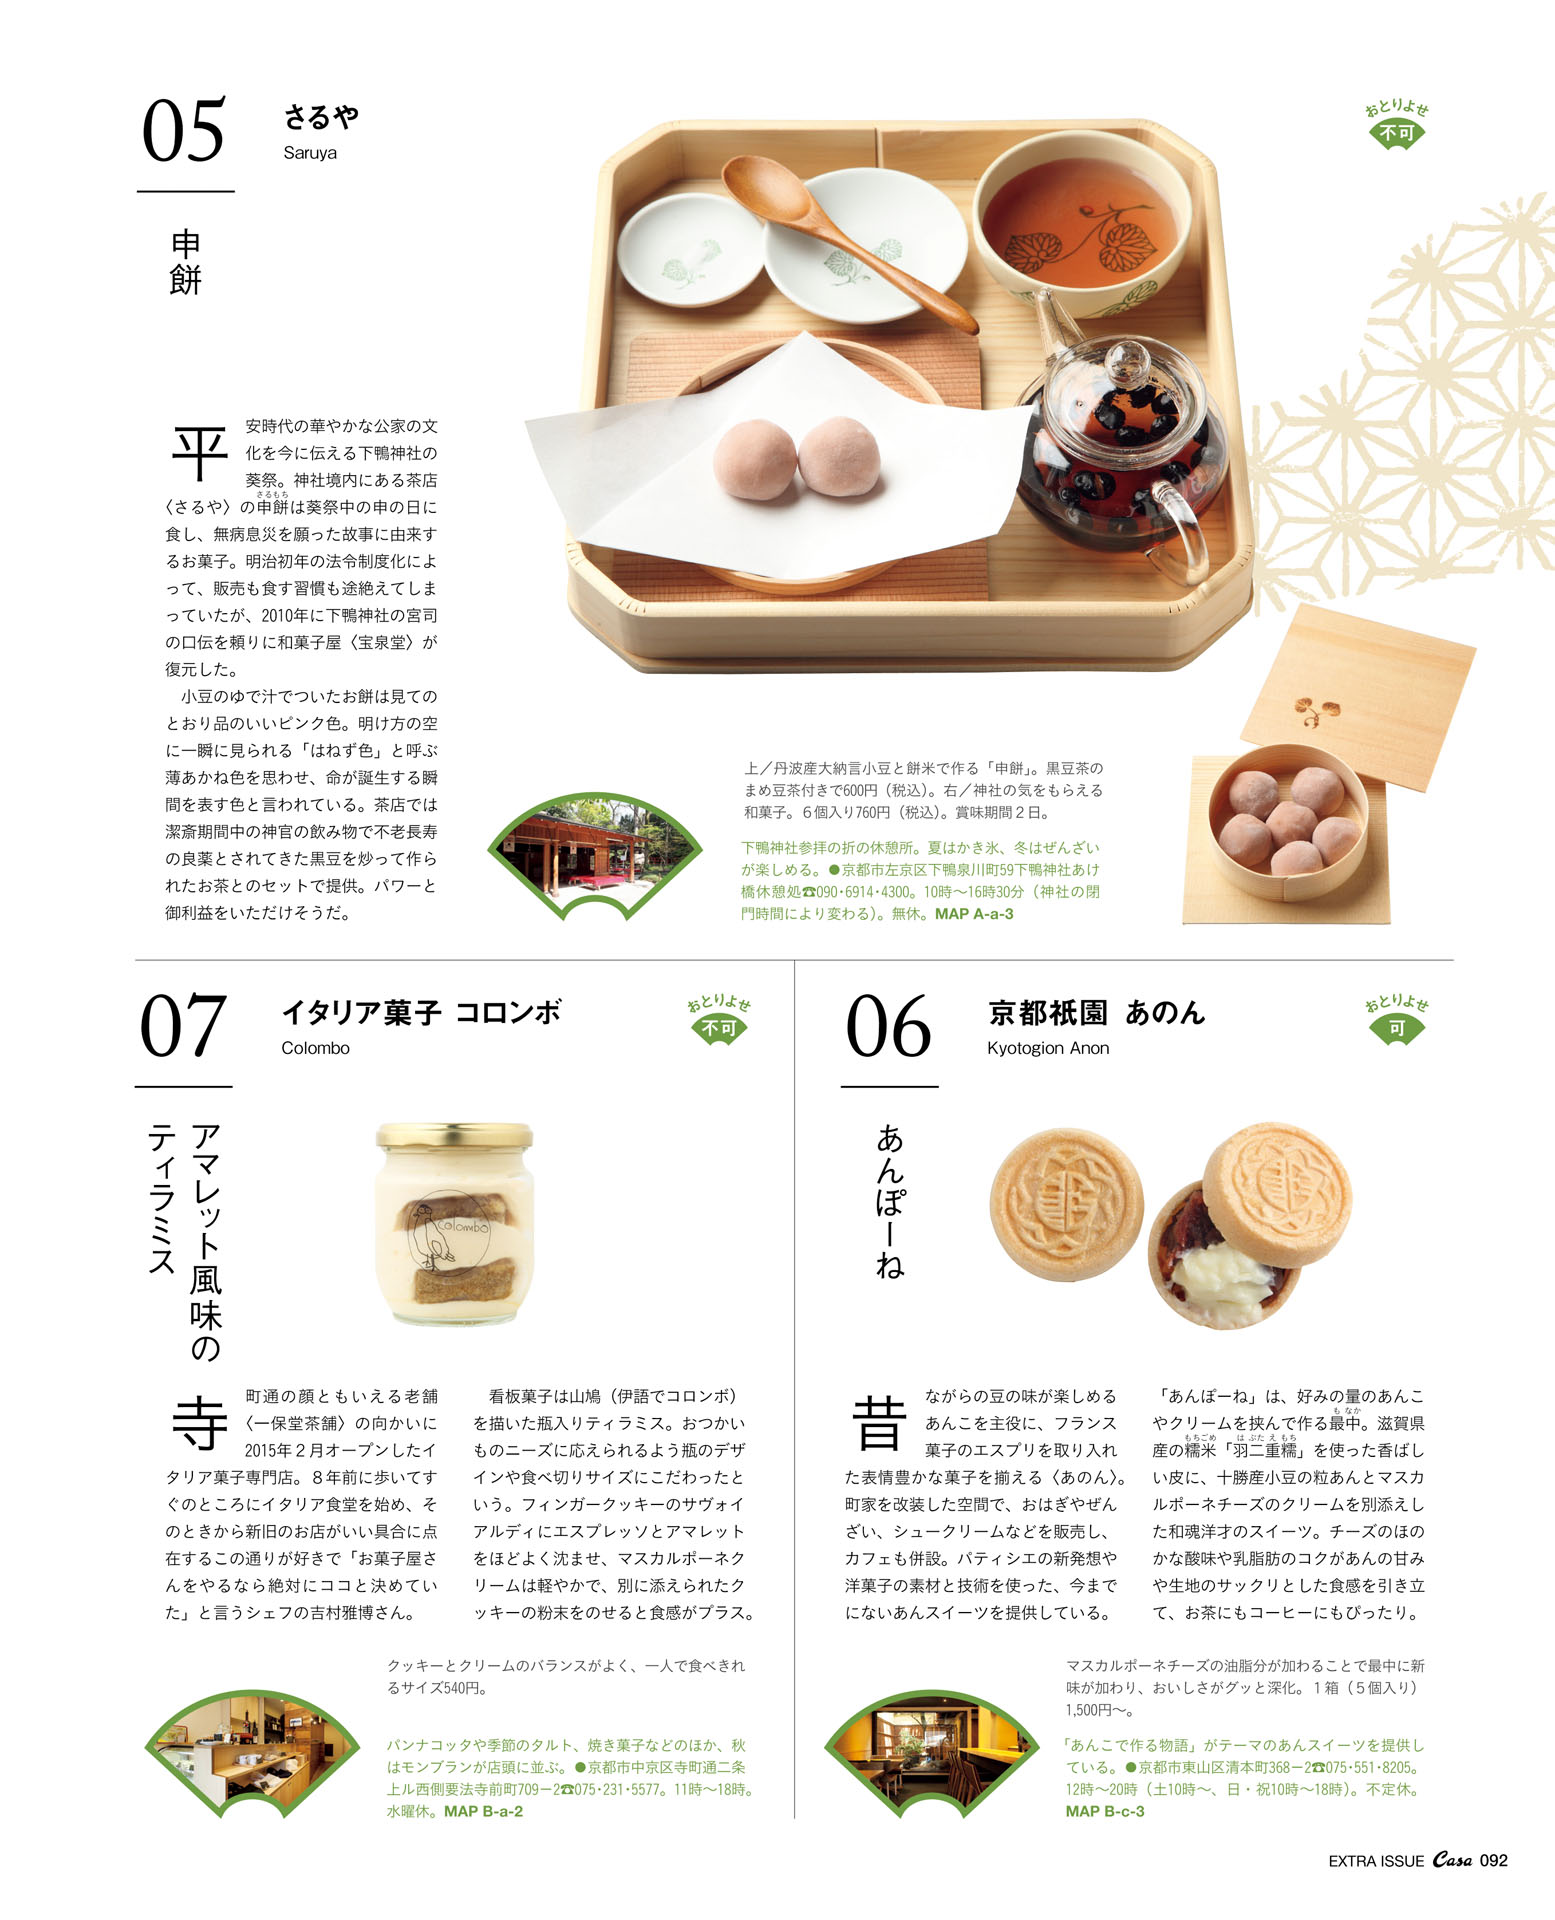 05
さるや
Saruya
おとりよせ
不可
申餅
平安時代の華やかな公家の文
化を今に伝える下鴨神社の
葵祭。神社境内にある茶店
〈さるや〉の申餅は葵祭中の申の日に
さるもち
食し、無病息災を願った故事に由来す
るお菓子。明治初年の法令制度化によ
って、販売も食す習慣も途絶えてしま
っていたが、2010年に下鴨神社の宮司
の口伝を頼りに和菓子屋〈宝泉堂〉が
復元した。
小豆のゆで汁でついたお餅は見ての
とおり品のいいピンク色。明け方の空
に一瞬に見られる「はねず色」と呼ぶ
薄あかね色を思わせ、命が誕生する瞬
間を表す色と言われている。茶店では
潔斎期間中の神官の飲み物で不老長寿
の良薬とされてきた黒豆を炒って作ら
れたお茶とのセットで提供。パワーと
御利益をいただけそうだ。
上／丹波産大納言小豆と餅米で作る「申餅」。黒豆茶の
まめ豆茶付きで600円（税込）。右／神社の気をもらえる
和菓子。６個入り760円（税込）。賞味期間２日。
下鴨神社参拝の折の休憩所。夏はかき氷、冬はぜんざい
が楽しめる。●京都市左京区下鴨泉川町59下鴨神社あけ
橋休憩処☎090･6914･4300。10時〜16時30分（神社の閉
門時間により変わる）。無休。MAP A-a-3
07
イタリア菓子 コロンボ
Colombo
おとりよせ
不可
アマレット風味の
ティラミス
Colombo
寺町通の顔ともいえる老舗
〈一保堂茶舗〉の向かいに
2015年２月オープンしたイ
タリア菓子専門店。８年前に歩いてす
ぐのところにイタリア食堂を始め、そ
のときから新旧のお店がいい具合に点
在するこの通りが好きで「お菓子屋さ
んをやるなら絶対にココと決めてい
た」と言うシェフの吉村雅博さん。
看板菓子は山鳩（伊語でコロンボ）
を描いた瓶入りティラミス。おつかい
ものニーズに応えられるよう瓶のデザ
インや食べ切りサイズにこだわったと
いう。フィンガークッキーのサヴォイ
アルディにエスプレッソとアマレット
をほどよく沈ませ、マスカルポーネク
リームは軽やかで、別に添えられたク
ッキーの粉末をのせると食感がプラス。
クッキーとクリームのバランスがよく、一人で食べきれ
るサイズ540円。
パンナコッタや季節のタルト、焼き菓子などのほか、秋
はモンブランが店頭に並ぶ。●京都市中京区寺町通二条
上ル西側要法寺前町709－2☎075･231･5577。11時〜18時。
水曜休。MAP B-a-2
06
京都祇園 あのん
Kyotogion Anon
おとりよせ
可
あんぽーね
昔ながらの豆の味が楽しめる
あんこを主役に、フランス
菓子のエスプリを取り入れ
た表情豊かな菓子を揃える〈あのん〉。
町家を改装した空間で、おはぎやぜん
ざい、シュークリームなどを販売し、
カフェも併設。パティシエの新発想や
洋菓子の素材と技術を使った、今まで
にないあんスイーツを提供している。
「あんぽーね」は、好みの量のあんこ
やクリームを挟んで作る最中。滋賀県
もなか
産の糯米「羽二重糯」を使った香ばし
もちごめ はぶたえもち
い皮に、十勝産小豆の粒あんとマスカ
ルポーネチーズのクリームを別添えし
た和魂洋才のスイーツ。チーズのほの
かな酸味や乳脂肪のコクがあんの甘み
や生地のサックリとした食感を引き立
て、お茶にもコーヒーにもぴったり。
マスカルポーネチーズの油脂分が加わることで最中に新
味が加わり、おいしさがグッと深化。１箱（５個入り）
1,500円〜。
「あんこで作る物語」がテーマのあんスイーツを提供し
ている。●京都市東山区清本町368－2☎075･551･8205。
12時〜20時（土10時〜、日・祝10時〜18時）。不定休。
MAP B-c-3
EXTRA ISSUE Casa 092